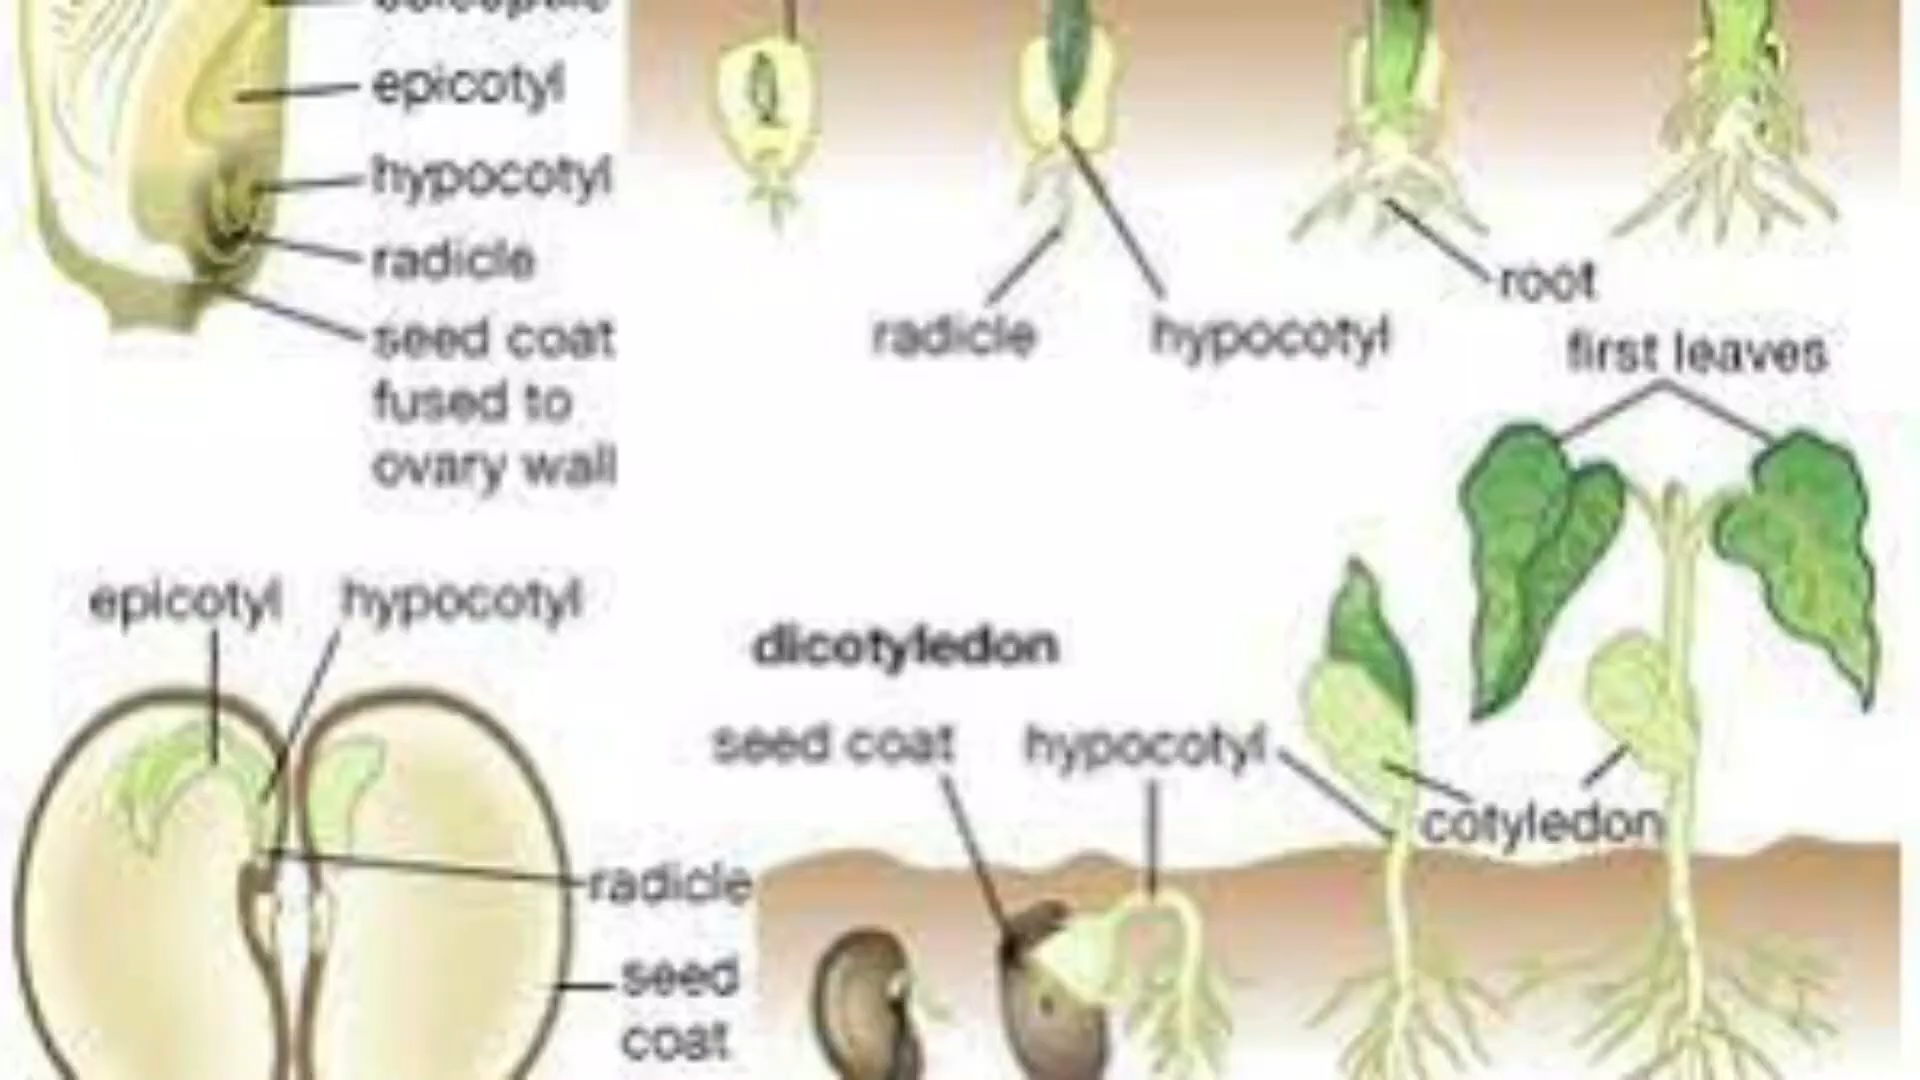 epicotyl
hypocotyl
radicle
seed coat
fused to
ovary wall
radicle
hypocotyl
root
first leaves
epicotyl
hypocotyl
radicle
seed
coat
dicotyledon
seed coat
hypocotyl
cotyledon